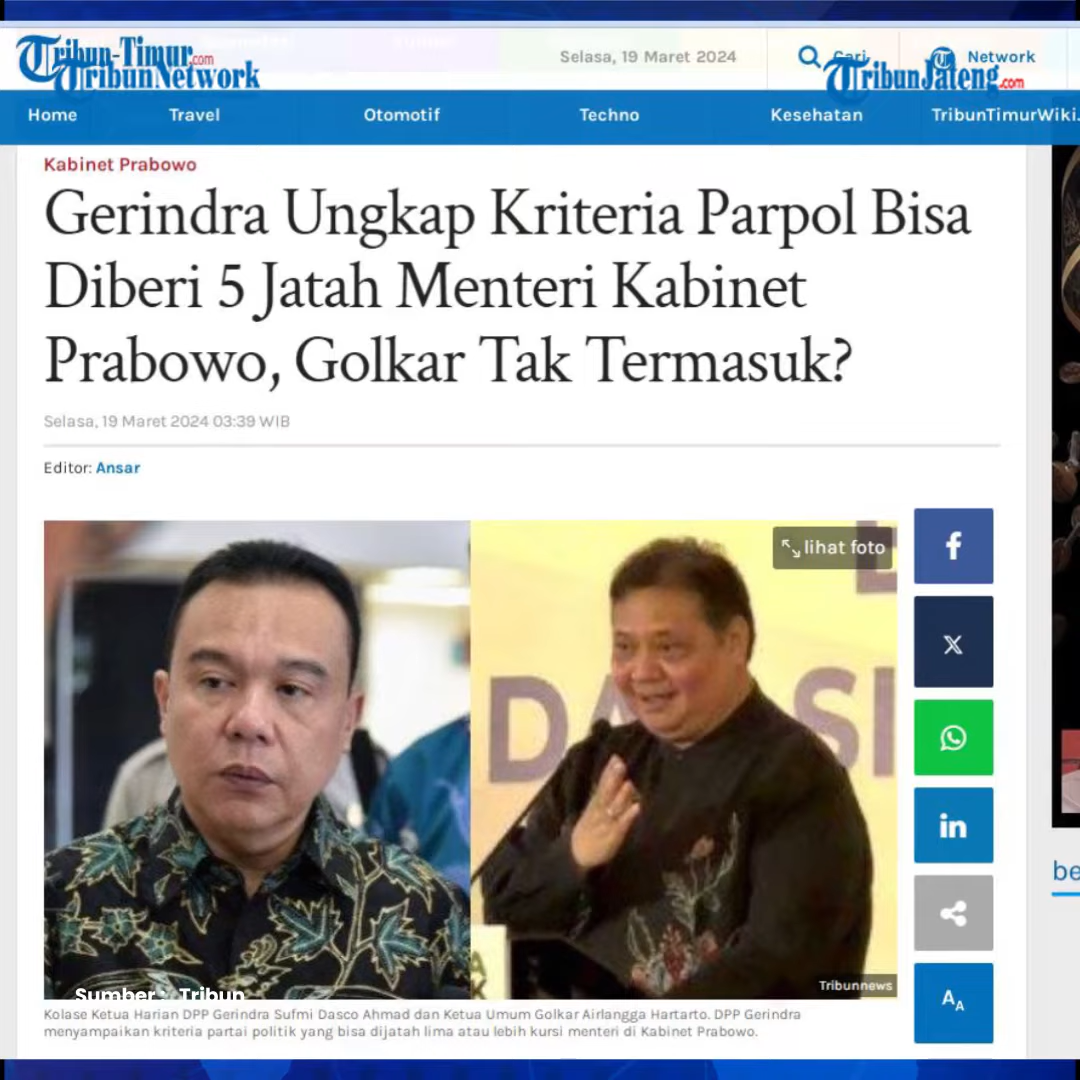 Tribun-Timur.com
TribunNetwork
Selasa, 19 Maret 2024
Cari
Network
TribunJateng.com
Home Travel Otomotif Techno Kesehatan TribunTimurWiki.
Kabinet Prabowo
Gerindra Ungkap Kriteria Parpol Bisa
Diberi 5 Jatah Menteri Kabinet
Prabowo, Golkar Tak Termasuk?
Selasa, 19 Maret 2024 03:39 WIB
Editor: Ansar
lihat foto
Tribunnews
Sumber : Tribun
Kolase Ketua Harian DPP Gerindra Sufmi Dasco Ahmad dan Ketua Umum Golkar Airlangga Hartarto. DPP Gerindra
menyampaikan kriteria partai politik yang bisa dijatah lima atau lebih kursi menteri di Kabinet Prabowo.
be